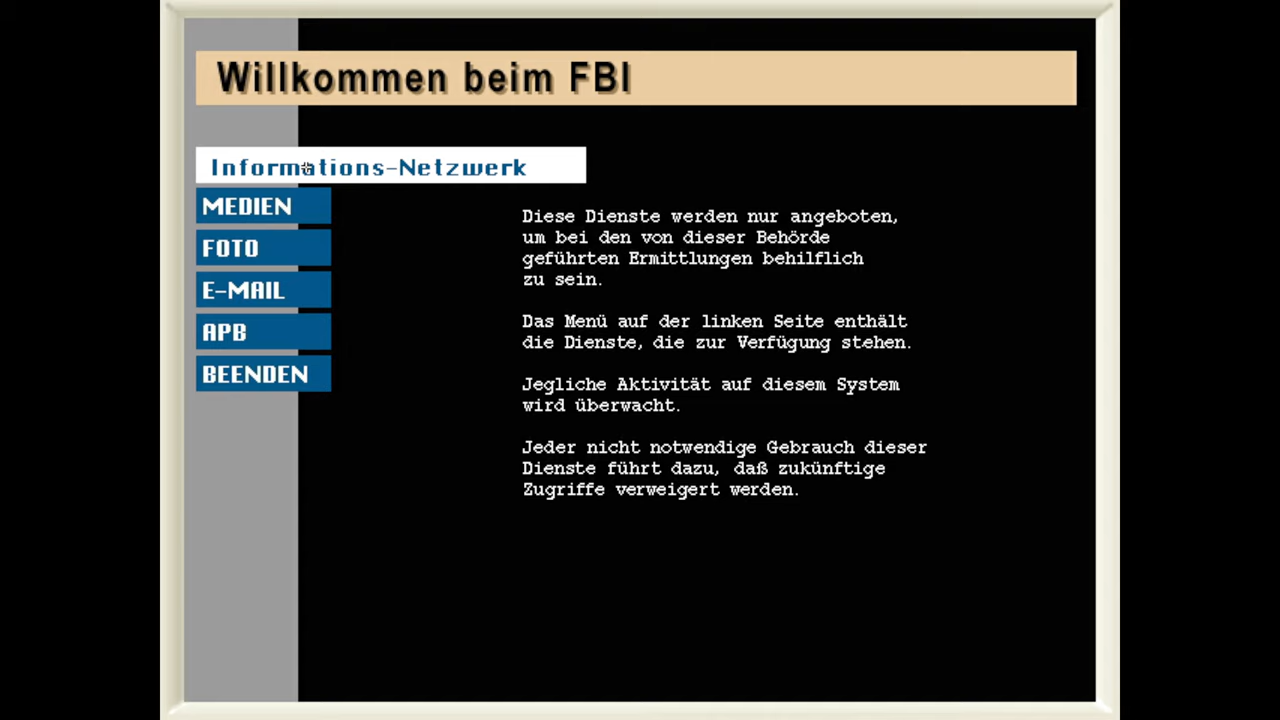 Willkommen beim FBI
Informations-Netzwerk
MEDIEN
FOTO
E-MAIL
APB
BEENDEN
Diese Dienste werden nur angeboten,
um bei den von dieser Behörde
geführten Ermittlungen behilflich
zu sein.
Das Menü auf der linken Seite enthält
die Dienste, die zur Verfügung stehen.
Jegliche Aktivität auf diesem System
wird überwacht.
Jeder nicht notwendige Gebrauch dieser
Dienste führt dazu, daß zukünftige
Zugriffe verweigert werden.